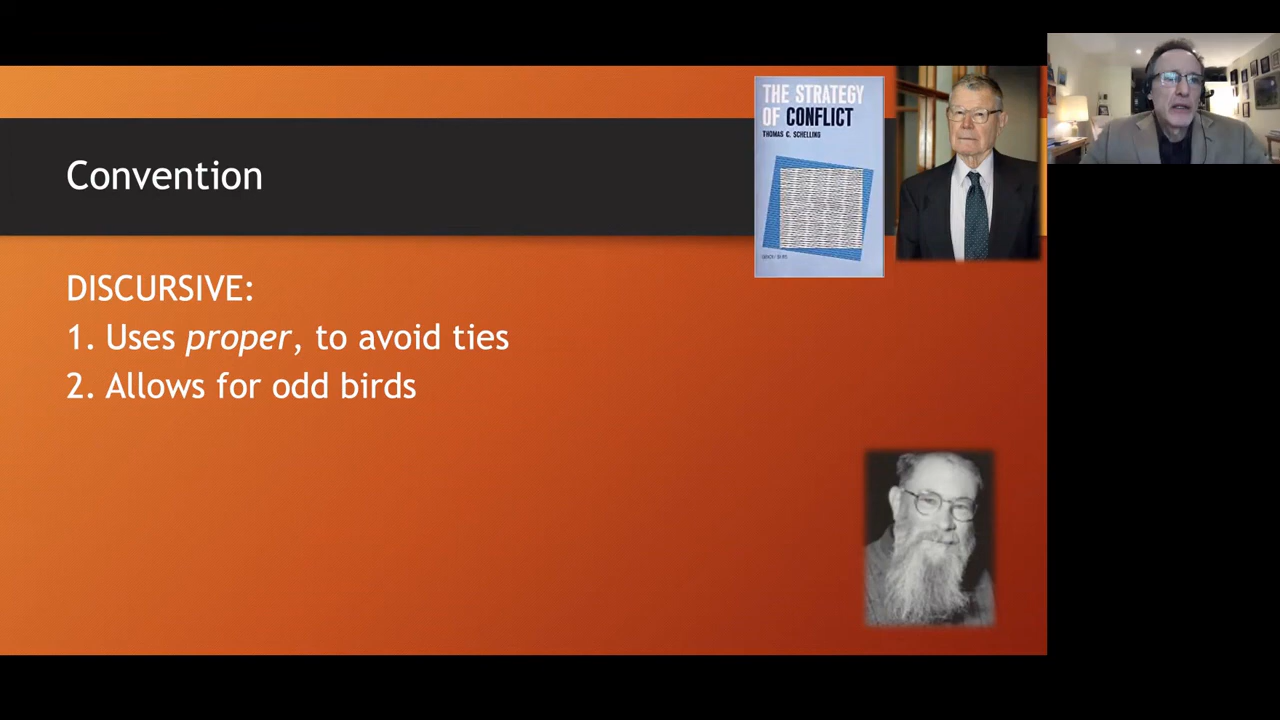 Convention
THE STRATEGY
OF CONFLICT
THOMAS C. SCHELLING
DISCURSIVE:
1. Uses proper, to avoid ties
2. Allows for odd birds